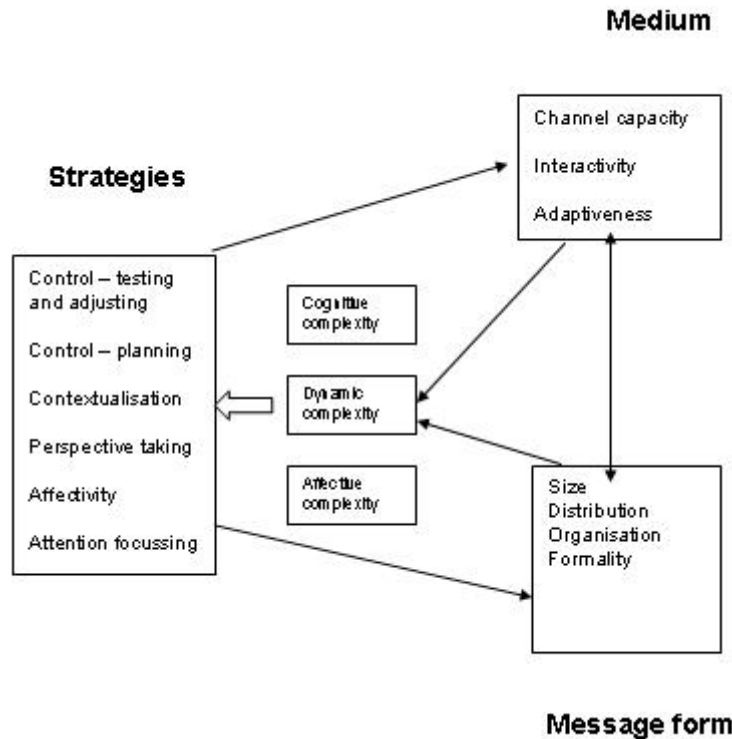 Medium
Channel capacity
Interactivity
Adaptiveness
Strategies
Control – testing
and adjusting
Control – planning
Contextualisation
Perspective taking
Affectivity
Attention focussing
Cognitive
complexity
Dynamic
complexity
Affective
complexity
Size
Distribution
Organisation
Formality
Message form